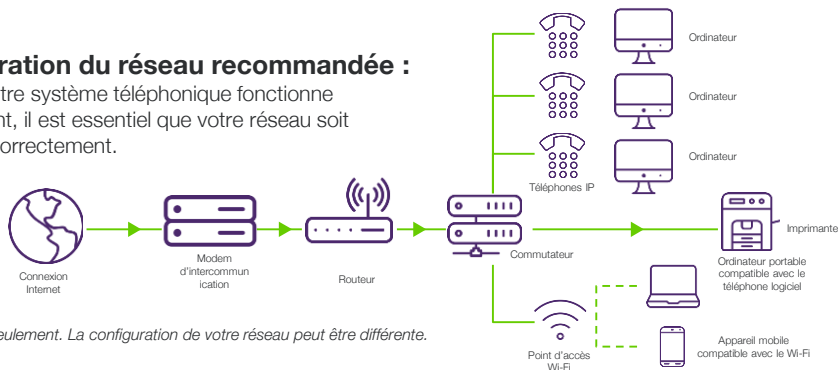 ration du réseau recommandée :
tre système téléphonique fonctionne
nt, il est essentiel que votre réseau soit
orrectement.
Ordinateur
Ordinateur
Ordinateur
Téléphones IP
Connexion
Internet
Modem
d'intercommun
ication
Routeur
Commutateur
Imprimante
Ordinateur portable
compatible avec le
téléphone logiciel
Point d'accès
Wi-Fi
Appareil mobile
compatible avec le Wi-Fi
eulement. La configuration de votre réseau peut être différente.